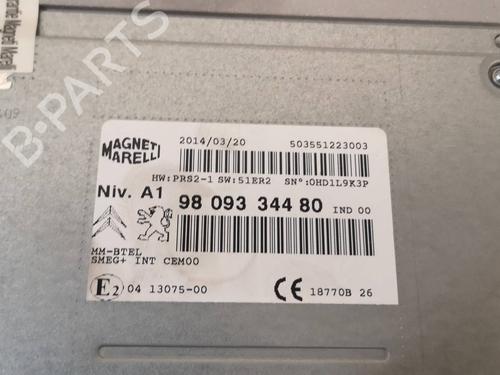 B-PARTS
MAGNETI
MARELLI
2014/03/20 503551223003
HW:PRS2-1 SW:51ER2 SN°:0HD1L9K3P
Niv. A1
98 093 344 80 IND 00
MM-BTEL
SMEG+ INT CEM00
E2 04 13075-00 CE 18770B 26